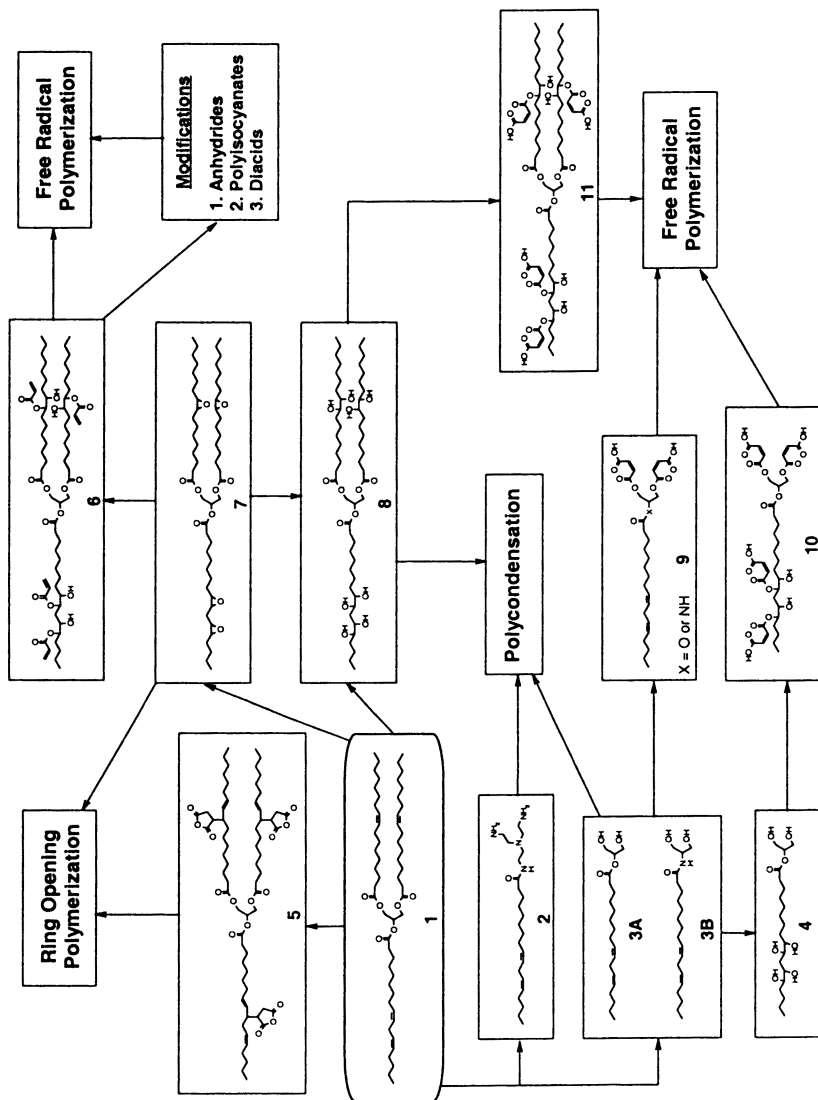 Free Radical
Polymerization
Modifications
1. Anhydrides
2. Polyisocyanates
3. Diacids
6
11
Free Radical
Polymerization
Ring Opening
Polymerization
7
8
5
Polycondensation
1
9
X = O or NH
2
3A
3B
10
4